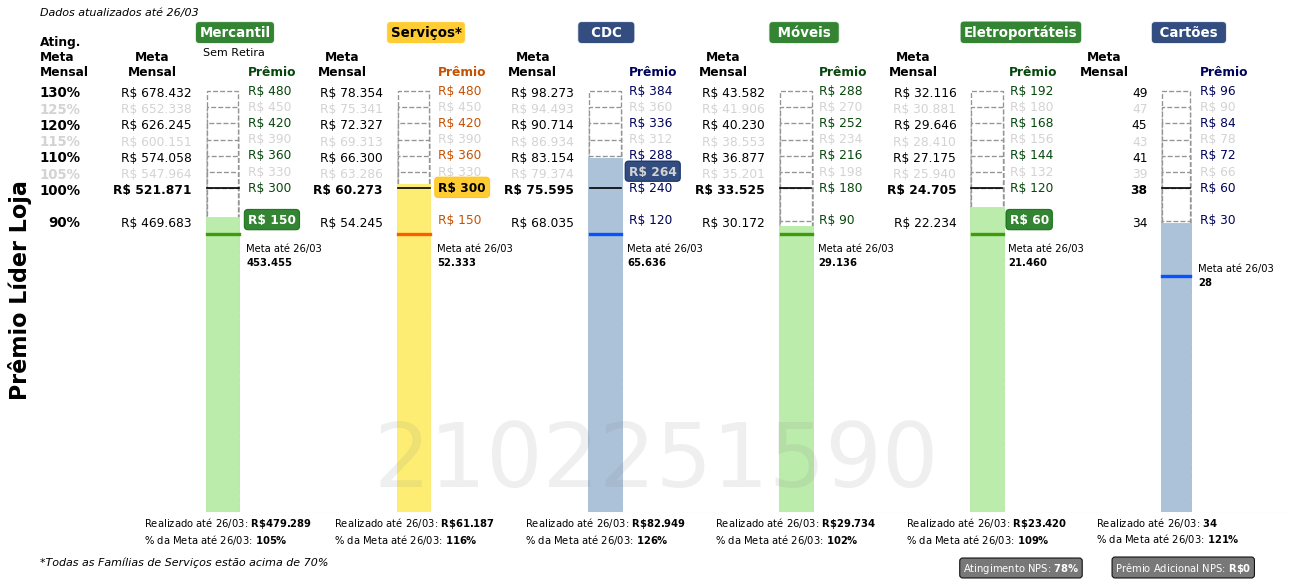 Dados atualizados até 26/03
Mercantil Serviços* CDC Móveis Eletroportáteis Cartões
Sem Retira
Ating.
Meta
Mensal
Meta Mensal Prêmio Meta Mensal Prêmio Meta Mensal Prêmio Meta Mensal Prêmio Meta Mensal Prêmio Meta Mensal Prêmio
130% R$ 678.432 R$ 480 R$ 78.354 R$ 480 R$ 98.273 R$ 384 R$ 43.582 R$ 288 R$ 32.116 R$ 192 49 R$ 96
125% R$ 652.338 R$ 450 R$ 75.341 R$ 450 R$ 94.493 R$ 360 R$ 41.906 R$ 270 R$ 30.881 R$ 180 47 R$ 90
120% R$ 626.245 R$ 420 R$ 72.327 R$ 420 R$ 90.714 R$ 336 R$ 40.230 R$ 252 R$ 29.646 R$ 168 45 R$ 84
115% R$ 600.151 R$ 390 R$ 69.313 R$ 390 R$ 86.934 R$ 312 R$ 38.553 R$ 234 R$ 28.410 R$ 156 43 R$ 78
110% R$ 574.058 R$ 360 R$ 66.300 R$ 360 R$ 83.154 R$ 288 R$ 36.877 R$ 216 R$ 27.175 R$ 144 41 R$ 72
105% R$ 547.964 R$ 330 R$ 63.286 R$ 330 R$ 79.374 R$ 264 R$ 35.201 R$ 198 R$ 25.940 R$ 132 39 R$ 66
100% R$ 521.871 R$ 300 R$ 60.273 R$ 300 R$ 75.595 R$ 240 R$ 33.525 R$ 180 R$ 24.705 R$ 120 38 R$ 60
90% R$ 469.683 R$ 150 R$ 54.245 R$ 150 R$ 68.035 R$ 120 R$ 30.172 R$ 90 R$ 22.234 R$ 60 34 R$ 30
Meta até 26/03 Meta até 26/03 Meta até 26/03 Meta até 26/03 Meta até 26/03 Meta até 26/03
453.455 52.333 65.636 29.136 21.460 28
Prêmio Líder Loja
2102251590
Realizado até 26/03: R$479.289 Realizado até 26/03: R$61.187 Realizado até 26/03: R$82.949 Realizado até 26/03: R$29.734 Realizado até 26/03: R$23.420 Realizado até 26/03: 34
% da Meta até 26/03: 105% % da Meta até 26/03: 116% % da Meta até 26/03: 126% % da Meta até 26/03: 102% % da Meta até 26/03: 109% % da Meta até 26/03: 121%
*Todas as Famílias de Serviços estão acima de 70%
Atingimento NPS: 78% Prêmio Adicional NPS: R$0